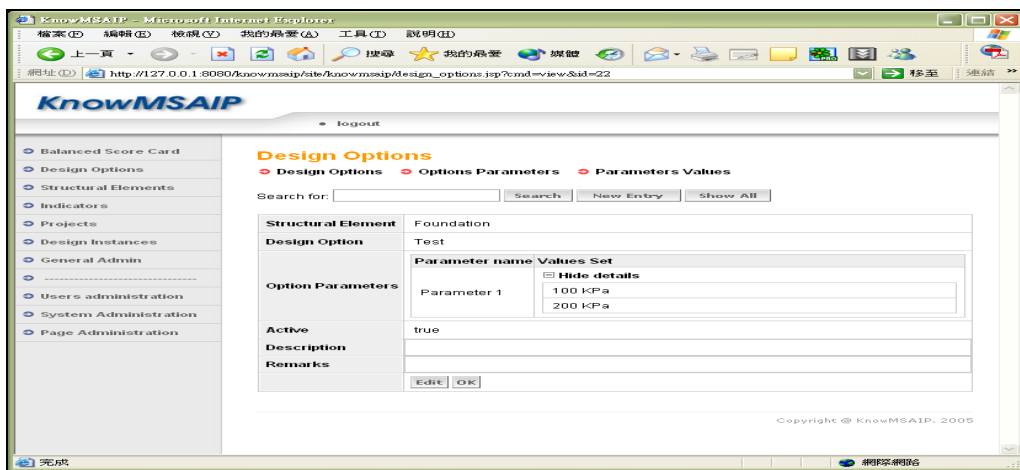 KnowMSAIP - Microsoft Internet Explorer
檔案(F) 編輯(E) 檢視(V) 我的最愛(A) 工具(T) 說明(H)
上一頁 搜尋 我的最愛 媒體
網址(D) http://127.0.0.1:8080/knowmsaip/site/knowmsaip/design_options.jsp?cmd=view&id=22 移至 連結 »
KnowMSAIP
logout
Balanced Score Card
Design Options
Structural Elements
Indicators
Projects
Design Instances
General Admin
------------------------------
Users administration
System Administration
Page Administration
Design Options
Design Options Options Parameters Parameters Values
Search for: Search New Entry Show All
Structural Element Foundation
Design Option Test
Option Parameters
Parameter name Values Set
Hide details
Parameter 1
100 KPa
200 KPa
Active true
Description
Remarks
Edit OK
Copyright @ KnowMSAIP. 2005
完成 網際網路